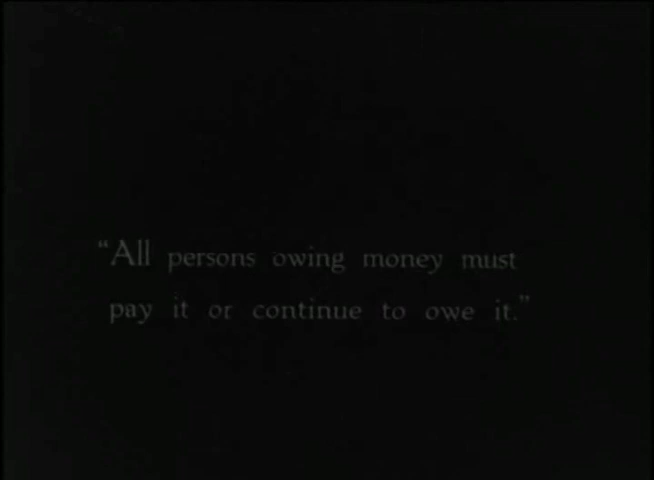 “All persons owing money must
pay it or continue to owe it.”